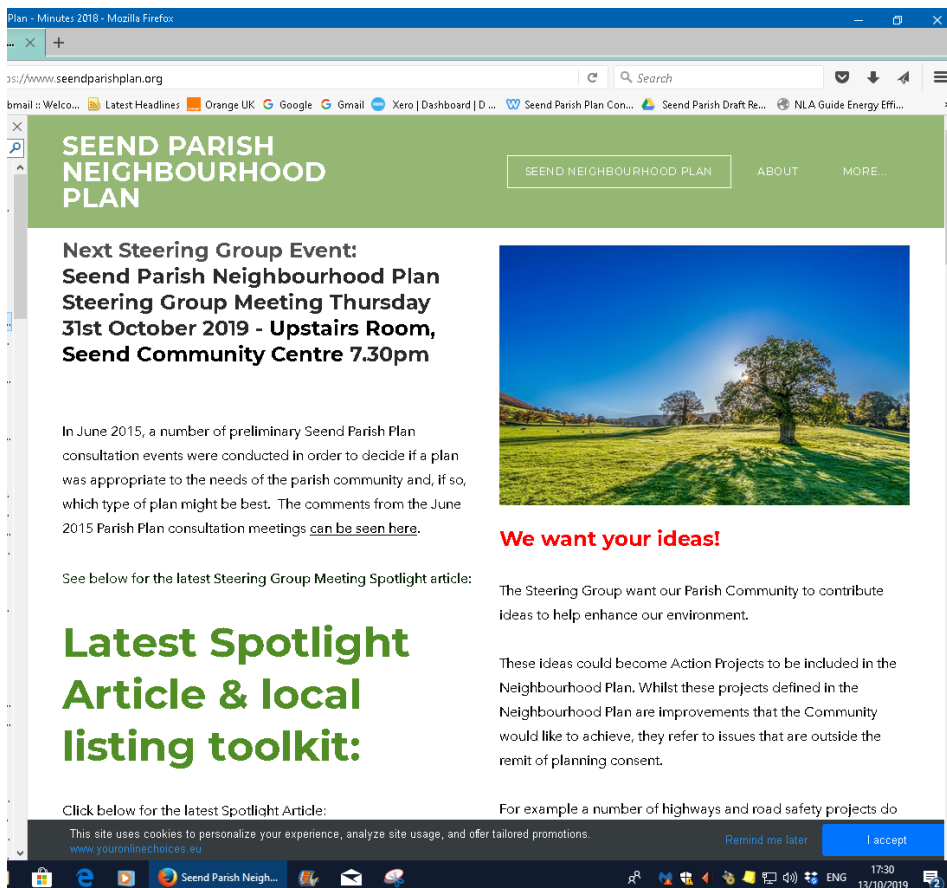 Plan - Minutes 2018 - Mozilla Firefox
ps://www.seendparishplan.org
Search
bmail :: Welco...
Latest Headlines
Orange UK
Google
Gmail
Xero | Dashboard | D ...
Seend Parish Plan Con...
Seend Parish Draft Re...
NLA Guide Energy Effi...
SEEND PARISH
NEIGHBOURHOOD
PLAN
SEEND NEIGHBOURHOOD PLAN
ABOUT
MORE...
Next Steering Group Event:
Seend Parish Neighbourhood Plan
Steering Group Meeting Thursday
31st October 2019 - Upstairs Room,
Seend Community Centre 7.30pm
In June 2015, a number of preliminary Seend Parish Plan
consultation events were conducted in order to decide if a plan
was appropriate to the needs of the parish community and, if so,
which type of plan might be best. The comments from the June
2015 Parish Plan consultation meetings can be seen here.
See below for the latest Steering Group Meeting Spotlight article:
Latest Spotlight
Article & local
listing toolkit:
Click below for the latest Spotlight Article:
We want your ideas!
The Steering Group want our Parish Community to contribute
ideas to help enhance our environment.
These ideas could become Action Projects to be included in the
Neighbourhood Plan. Whilst these projects defined in the
Neighbourhood Plan are improvements that the Community
would like to achieve, they refer to issues that are outside the
remit of planning consent.
For example a number of highways and road safety projects do
This site uses cookies to personalize your experience, analyze site usage, and offer tailored promotions.
www.youronlinechoices.eu
Remind me later
I accept
Seend Parish Neigh...
ENG
17:30
13/10/2019